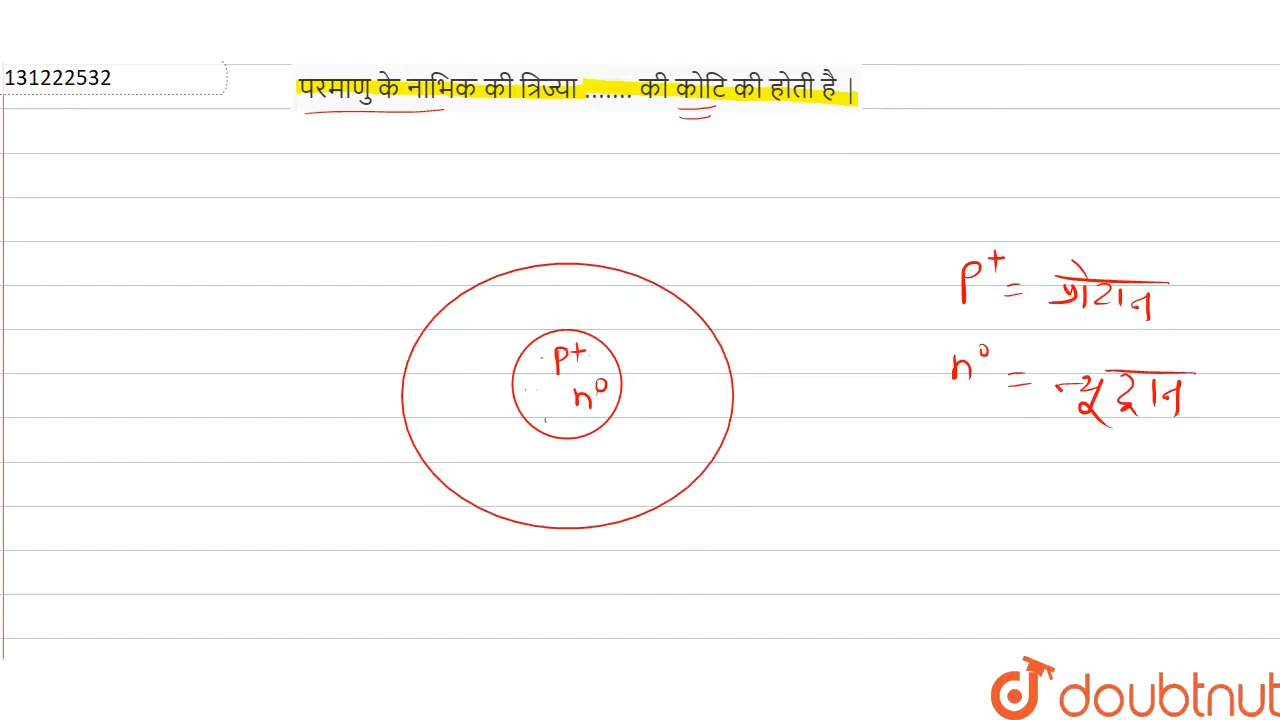 131222532
परमाणु के नाभिक की त्रिज्या ....... की कोटि की होती है |
P+ = प्रोटान
n0 = न्यूट्रान
P+
n0
doubtnut